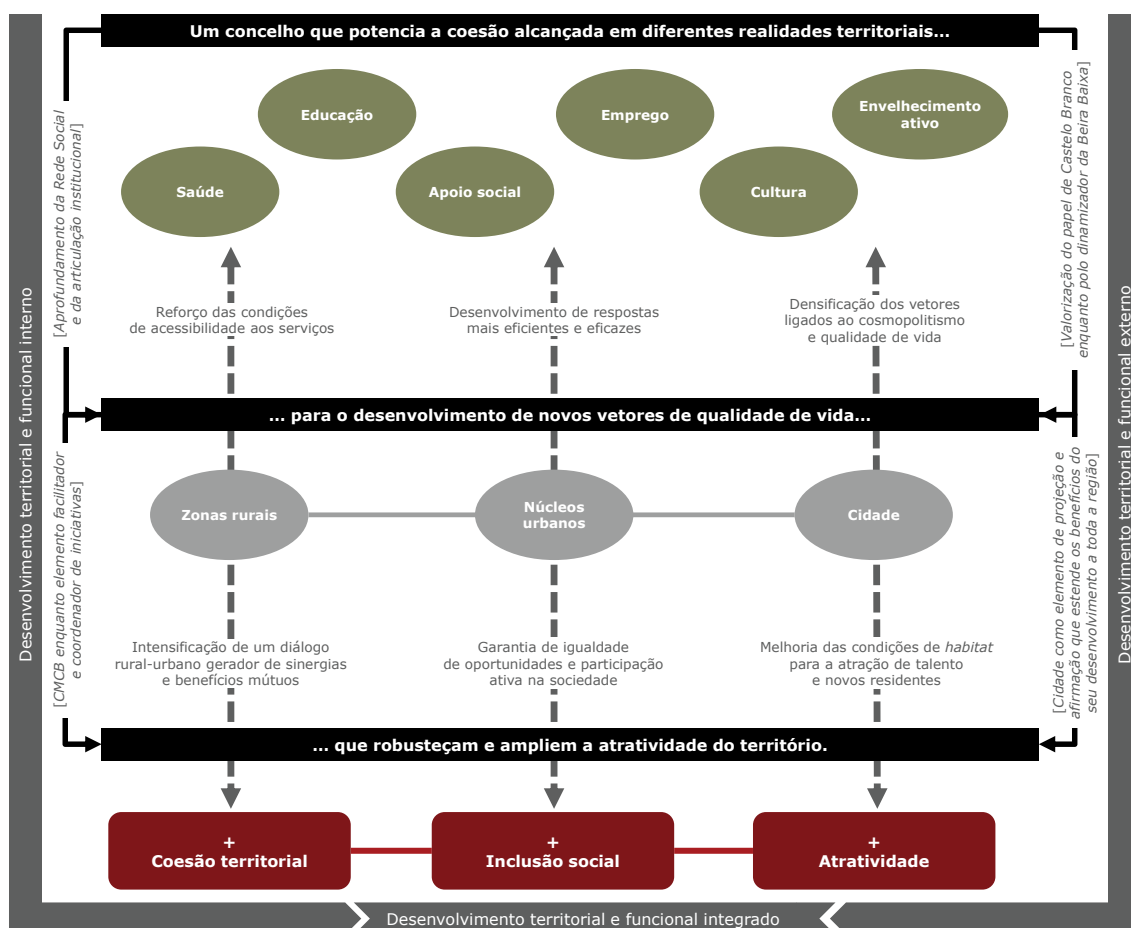 Um concelho que potencia a coesão alcançada em diferentes realidades territoriais...
Educação
Emprego
Envelhecimento
ativo
Saúde
Apoio social
Cultura
[Aprofundamento da Rede Social
e da articulação institucional]
[Valorização do papel de Castelo Branco
enquanto polo dinamizador da Beira Baixa]
Reforço das condições
de acessibilidade aos serviços
Desenvolvimento de respostas
mais eficientes e eficazes
Densificação dos vetores
ligados ao cosmopolitismo
e qualidade de vida
Desenvolvimento territorial e funcional interno
Desenvolvimento territorial e funcional externo
... para o desenvolvimento de novos vetores de qualidade de vida...
Zonas rurais
Núcleos
urbanos
Cidade
[CMCB enquanto elemento facilitador
e coordenador de iniciativas]
[Cidade como elemento de projeção e
afirmação que estende os benefícios do
seu desenvolvimento a toda a região]
Intensificação de um diálogo
rural-urbano gerador de sinergias
e benefícios mútuos
Garantia de igualdade
de oportunidades e participação
ativa na sociedade
Melhoria das condições de habitat
para a atração de talento
e novos residentes
... que robusteçam e ampliem a atratividade do território.
+
Coesão territorial
+
Inclusão social
+
Atratividade
Desenvolvimento territorial e funcional integrado